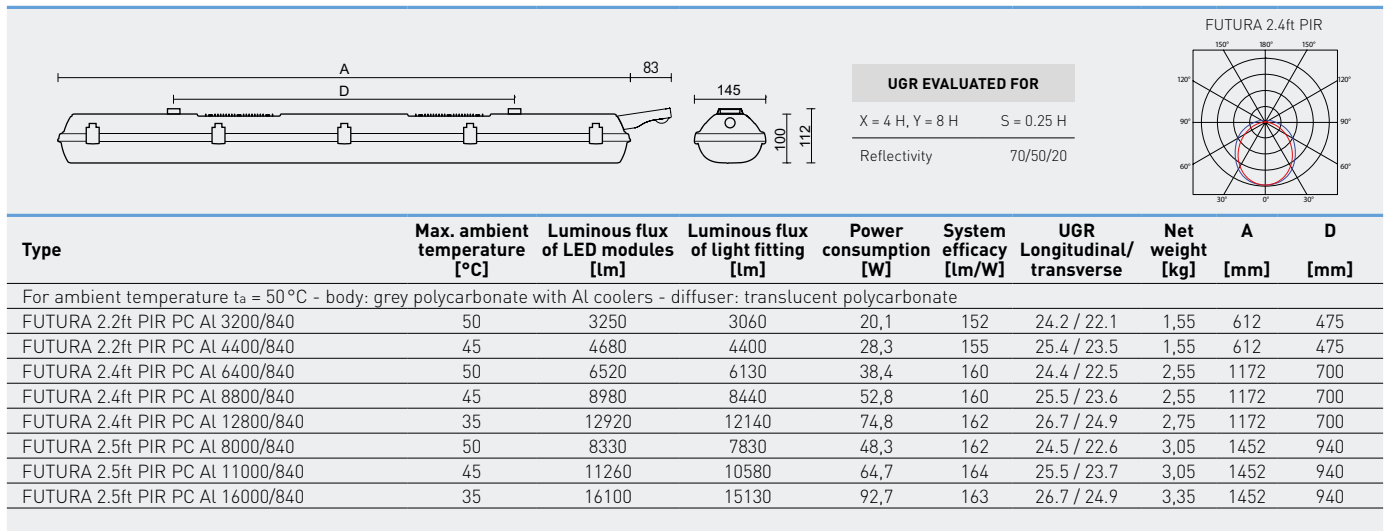 FUTURA 2.4ft PIR
150° 180° 150°
120° 120°
90° 90°
60° 60°
30° 0° 30°
A 83
D
145
100
112
UGR EVALUATED FOR
X = 4 H, Y = 8 H S = 0.25 H
Reflectivity 70/50/20
Type Max. ambient temperature [°C] Luminous flux of LED modules [lm] Luminous flux of light fitting [lm] Power consumption [W] System efficacy [lm/W] UGR Longitudinal/ transverse Net weight [kg] A [mm] D [mm]
For ambient temperature ta = 50°C - body: grey polycarbonate with Al coolers - diffuser: translucent polycarbonate
FUTURA 2.2ft PIR PC Al 3200/840 50 3250 3060 20,1 152 24.2 / 22.1 1,55 612 475
FUTURA 2.2ft PIR PC Al 4400/840 45 4680 4400 28,3 155 25.4 / 23.5 1,55 612 475
FUTURA 2.4ft PIR PC Al 6400/840 50 6520 6130 38,4 160 24.4 / 22.5 2,55 1172 700
FUTURA 2.4ft PIR PC Al 8800/840 45 8980 8440 52,8 160 25.5 / 23.6 2,55 1172 700
FUTURA 2.4ft PIR PC Al 12800/840 35 12920 12140 74,8 162 26.7 / 24.9 2,75 1172 700
FUTURA 2.5ft PIR PC Al 8000/840 50 8330 7830 48,3 162 24.5 / 22.6 3,05 1452 940
FUTURA 2.5ft PIR PC Al 11000/840 45 11260 10580 64,7 164 25.5 / 23.7 3,05 1452 940
FUTURA 2.5ft PIR PC Al 16000/840 35 16100 15130 92,7 163 26.7 / 24.9 3,35 1452 940